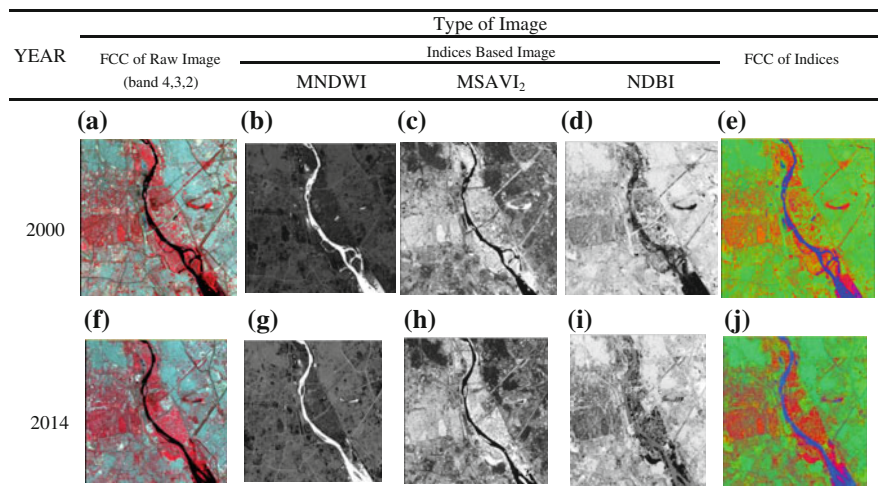 Type of Image
YEAR
FCC of Raw Image
(band 4,3,2)
Indices Based Image
FCC of Indices
MNDWI
MSAVI₂
NDBI
(a) (b) (c) (d) (e)
2000
(f) (g) (h) (i) (j)
2014